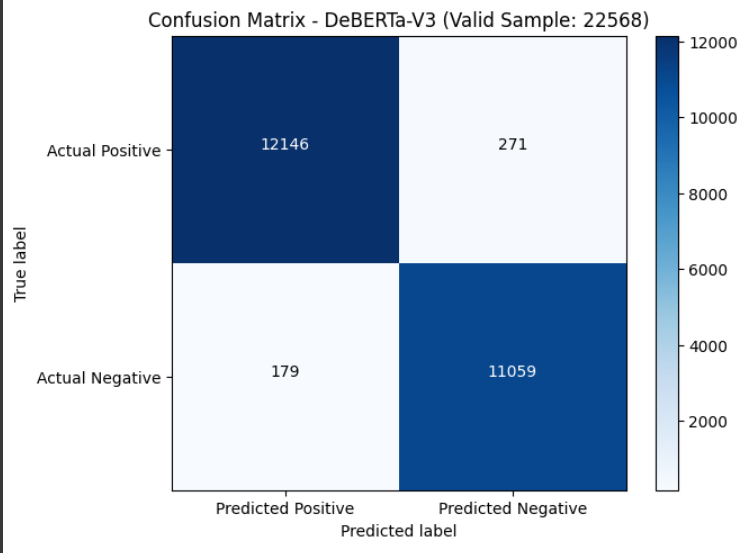 Confusion Matrix - DeBERTa-V3 (Valid Sample: 22568)
12000
10000
8000
6000
4000
2000
True label
Actual Positive
12146
271
Actual Negative
179
11059
Predicted Positive
Predicted Negative
Predicted label